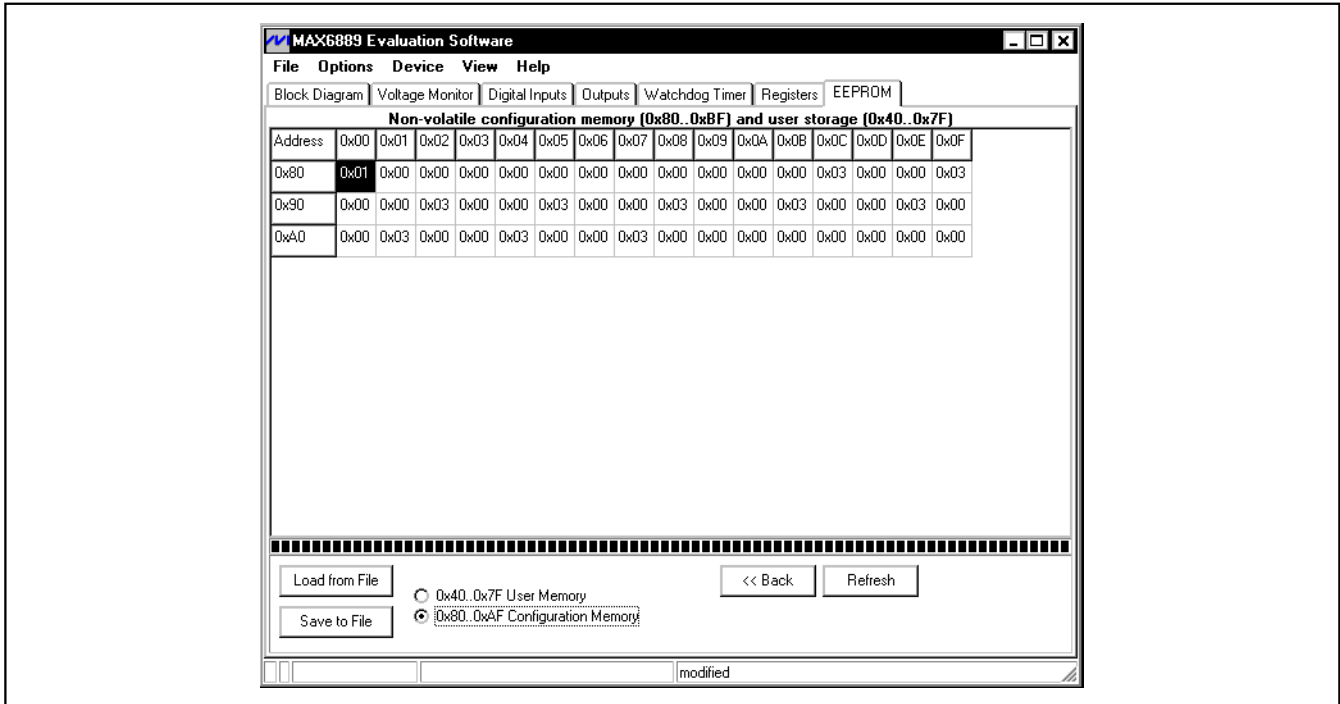 MAX6889 Evaluation Software
File Options Device View Help
Block Diagram Voltage Monitor Digital Inputs Outputs Watchdog Timer Registers EEPROM
Non-volatile configuration memory (0x80..0xBF) and user storage (0x40..0x7F)
Address 0x00 0x01 0x02 0x03 0x04 0x05 0x06 0x07 0x08 0x09 0x0A 0x0B 0x0C 0x0D 0x0E 0x0F
0x80 0x01 0x00 0x00 0x00 0x00 0x00 0x00 0x00 0x00 0x00 0x00 0x00 0x03 0x00 0x00 0x03
0x90 0x00 0x00 0x03 0x00 0x00 0x03 0x00 0x00 0x03 0x00 0x00 0x03 0x00 0x00 0x03 0x00
0xA0 0x00 0x03 0x00 0x00 0x03 0x00 0x00 0x03 0x00 0x00 0x00 0x00 0x00 0x00 0x00 0x00
Load from File
<< Back Refresh
0x40..0x7F User Memory
Save to File
0x80..0xAF Configuration Memory
modified